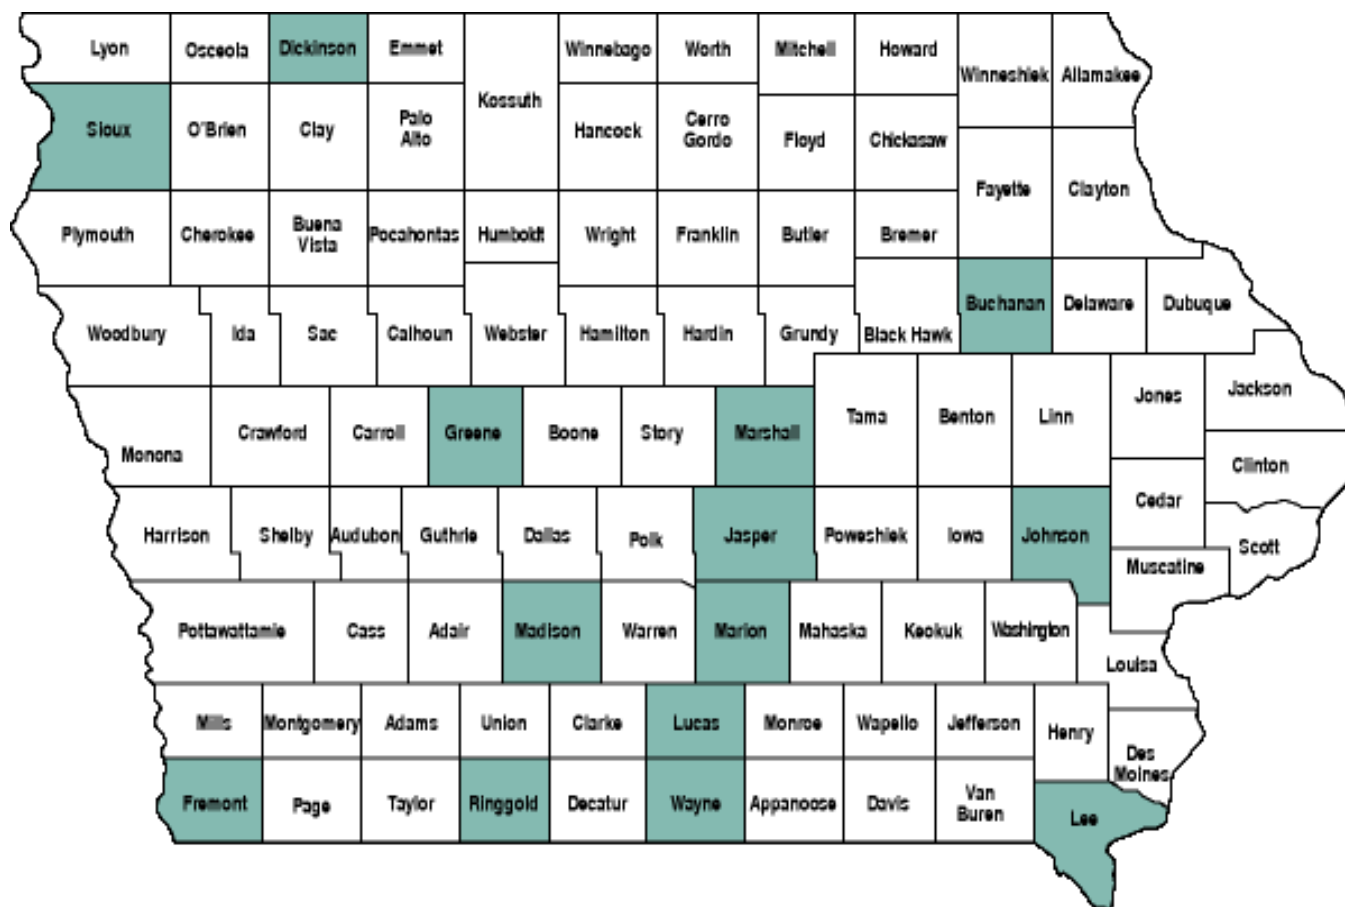 Lyon
Osceola
Dickinson
Emmet
Kossuth
Winnebago
Worth
Mitchell
Howard
Winneshiek
Allamakee
Sioux
O'Brien
Clay
Palo
Alto
Hancock
Cerro
Gordo
Floyd
Chickasaw
Fayette
Clayton
Plymouth
Cherokee
Buena
Vista
Pocahontas
Humboldt
Wright
Franklin
Butler
Bremer
Buchanan
Delaware
Dubuque
Woodbury
Ida
Sac
Calhoun
Webster
Hamilton
Hardin
Grundy
Black Hawk
Monona
Crawford
Carroll
Greene
Boone
Story
Marshall
Tama
Benton
Linn
Jones
Jackson
Clinton
Cedar
Harrison
Shelby
Audubon
Guthrie
Dallas
Polk
Jasper
Poweshiek
Iowa
Johnson
Scott
Muscatine
Pottawattamie
Cass
Adair
Madison
Warren
Marion
Mahaska
Keokuk
Washington
Louisa
Mills
Montgomery
Adams
Union
Clarke
Lucas
Monroe
Wapello
Jefferson
Henry
Des
Moines
Fremont
Page
Taylor
Ringgold
Decatur
Wayne
Appanoose
Davis
Van
Buren
Lee